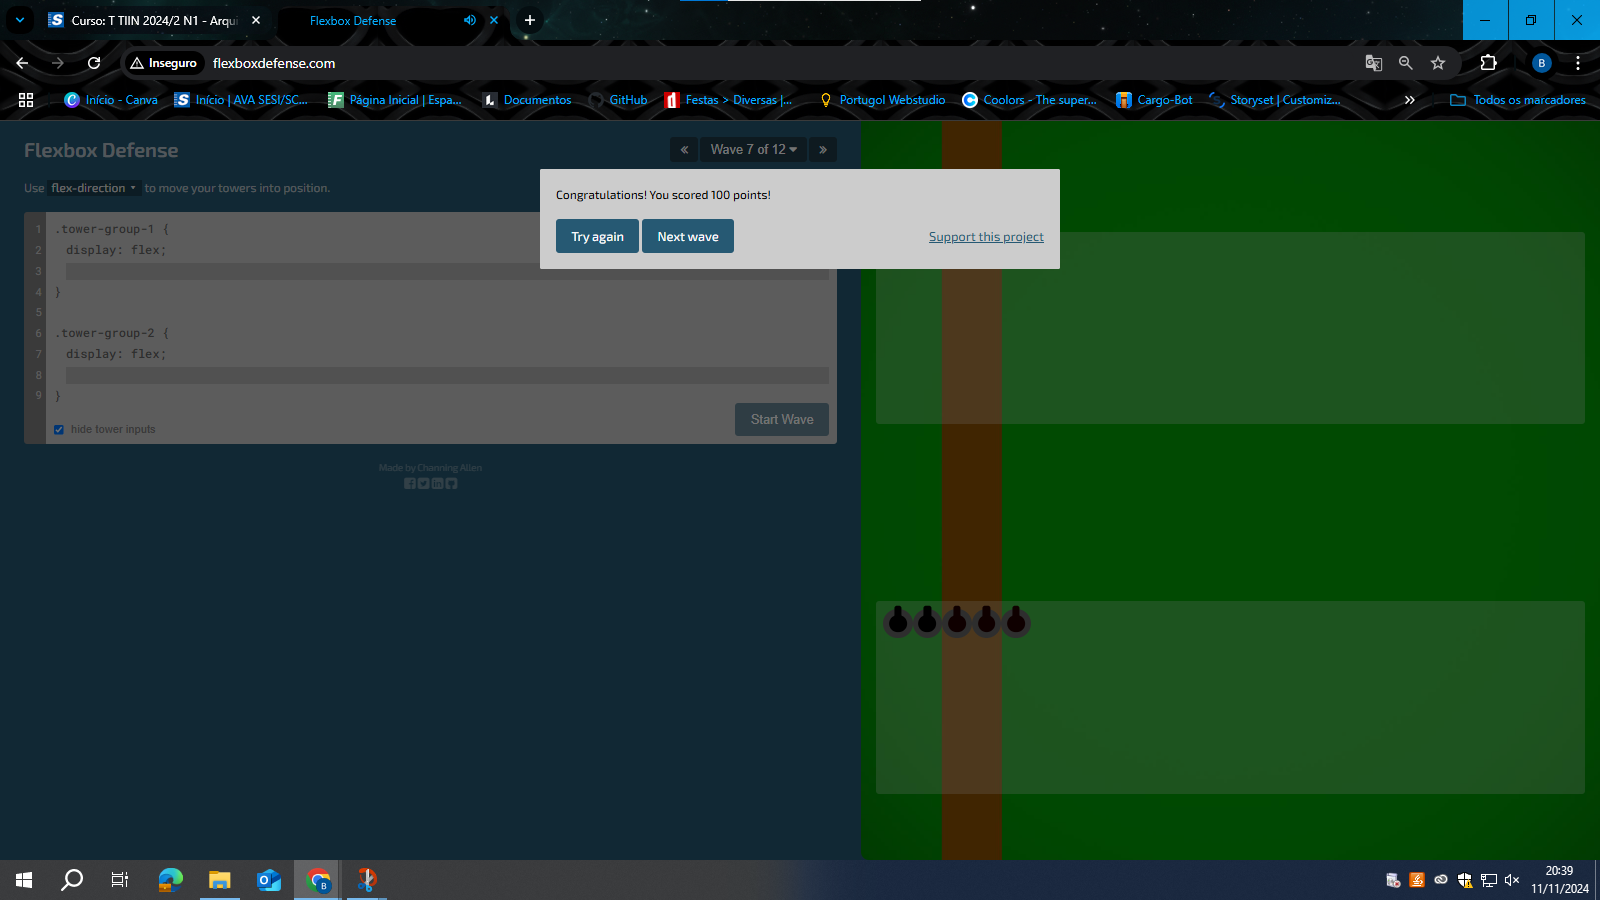 Curso: T TIIN 2024/2 N1 - Arqui
Flexbox Defense
Inseguro
flexboxdefense.com
B
Início - Canva
Início | AVA SESI/SC...
Página Inicial | Espa...
Documentos
GitHub
Festas > Diversas |...
Portugol Webstudio
Coolors - The super...
Cargo-Bot
Storyset | Customiz...
Todos os marcadores
Flexbox Defense
« Wave 7 of 12 »
Use flex-direction to move your towers into position.
Congratulations! You scored 100 points!
Try again
Next wave
Support this project
1 .tower-group-1 {
2 display: flex;
3
4 }
5
6 .tower-group-2 {
7 display: flex;
8
9 }
hide tower inputs
Start Wave
Made by Channing Allen
20:39
11/11/2024